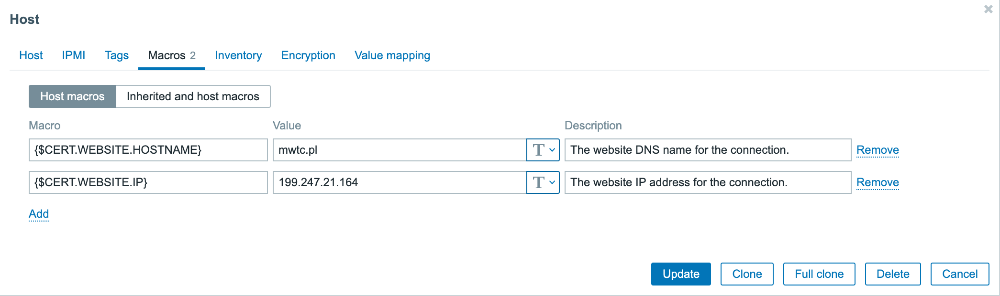 Host
Host IPMI Tags Macros 2 Inventory Encryption Value mapping
Host macros Inherited and host macros
Macro Value Description
{$CERT.WEBSITE.HOSTNAME} mwtc.pl T The website DNS name for the connection. Remove
{$CERT.WEBSITE.IP} 199.247.21.164 T The website IP address for the connection. Remove
Add
Update Clone Full clone Delete Cancel